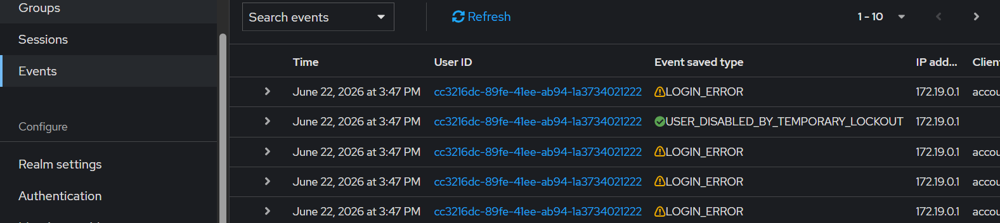 Groups
Sessions
Events
Configure
Realm settings
Authentication
Search events
Refresh
1 - 10
Time User ID Event saved type IP add... Clien
June 22, 2026 at 3:47 PM cc3216dc-89fe-41ee-ab94-1a3734021222 LOGIN_ERROR 172.19.0.1 accou
June 22, 2026 at 3:47 PM cc3216dc-89fe-41ee-ab94-1a3734021222 USER_DISABLED_BY_TEMPORARY_LOCKOUT 172.19.0.1
June 22, 2026 at 3:47 PM cc3216dc-89fe-41ee-ab94-1a3734021222 LOGIN_ERROR 172.19.0.1 accou
June 22, 2026 at 3:47 PM cc3216dc-89fe-41ee-ab94-1a3734021222 LOGIN_ERROR 172.19.0.1 accou
June 22, 2026 at 3:47 PM cc3216dc-89fe-41ee-ab94-1a3734021222 LOGIN_ERROR 172.19.0.1 accou